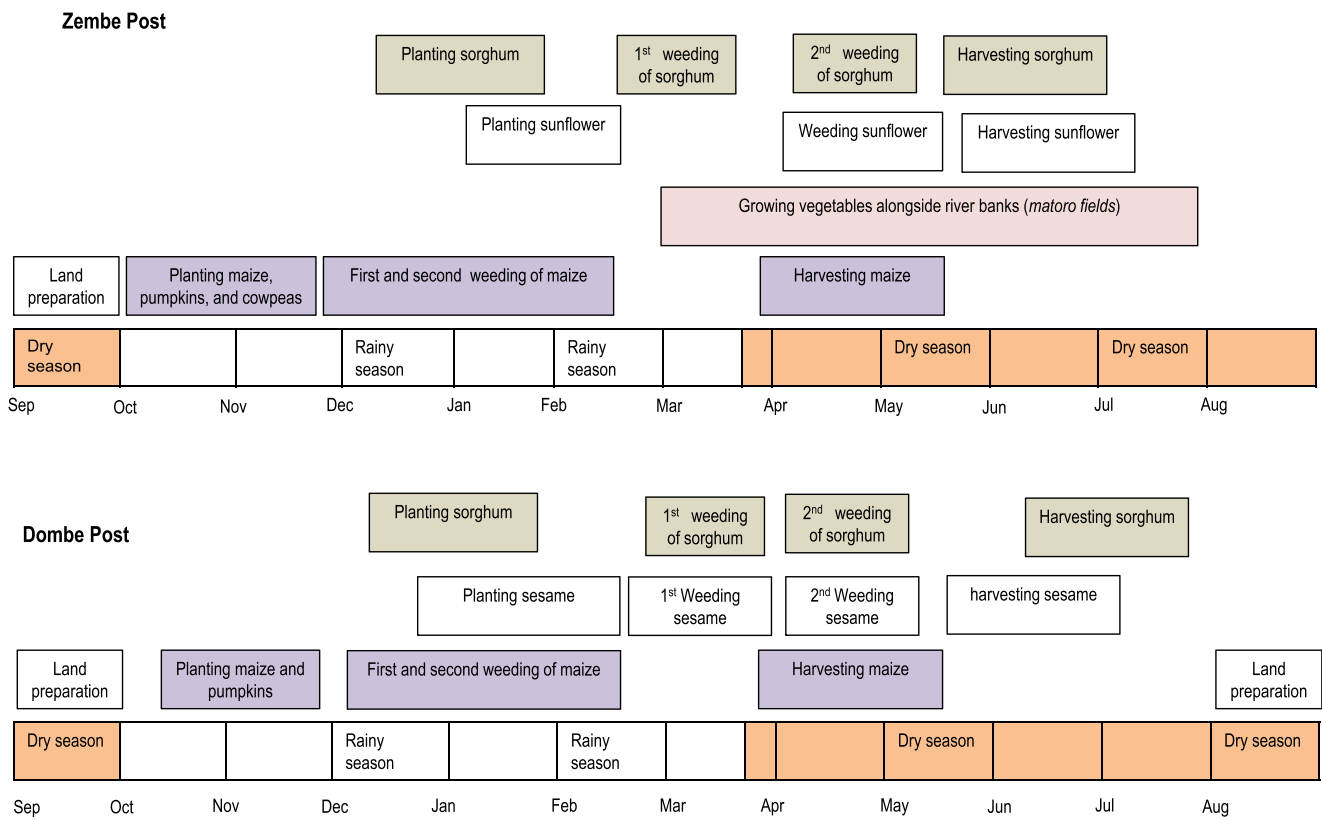 Zembe Post
Planting sorghum
1st weeding
of sorghum
2nd weeding
of sorghum
Harvesting sorghum
Planting sunflower
Weeding sunflower
Harvesting sunflower
Growing vegetables alongside river banks (matoro fields)
Land
preparation
Planting maize,
pumpkins, and cowpeas
First and second weeding of maize
Harvesting maize
Dry
season
Rainy
season
Rainy
season
Dry season
Dry season
Sep Oct Nov Dec Jan Feb Mar Apr May Jun Jul Aug
Dombe Post
Planting sorghum
1st weeding
of sorghum
2nd weeding
of sorghum
Harvesting sorghum
Planting sesame
1st Weeding
sesame
2nd Weeding
sesame
harvesting sesame
Land
preparation
Planting maize and
pumpkins
First and second weeding of maize
Harvesting maize
Land
preparation
Dry season
Rainy
season
Rainy
season
Dry season
Dry season
Sep Oct Nov Dec Jan Feb Mar Apr May Jun Jul Aug